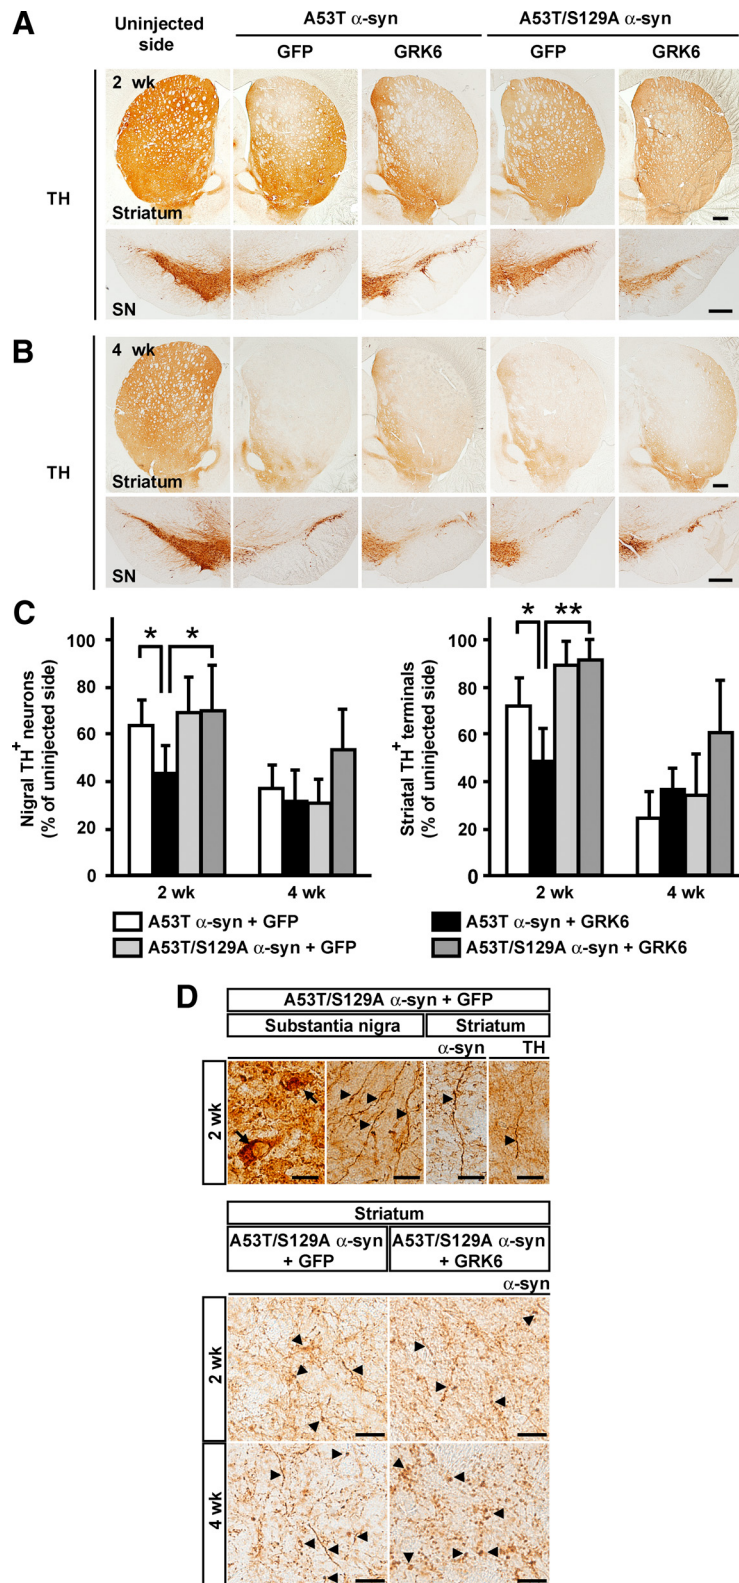 A
Uninjected side
A53T α-syn
A53T/S129A α-syn
GFP
GRK6
GFP
GRK6
TH
2 wk
Striatum
SN
B
TH
4 wk
Striatum
SN
C
Nigral TH+ neurons
(% of uninjected side)
100
80
60
40
20
0
*
*
2 wk
4 wk
Striatal TH+ terminals
(% of uninjected side)
100
80
60
40
20
0
*
**
2 wk
4 wk
A53T α-syn + GFP
A53T α-syn + GRK6
A53T/S129A α-syn + GFP
A53T/S129A α-syn + GRK6
D
A53T/S129A α-syn + GFP
Substantia nigra
Striatum
α-syn
TH
2 wk
Striatum
A53T/S129A α-syn
+ GFP
A53T/S129A α-syn
+ GRK6
α-syn
2 wk
4 wk